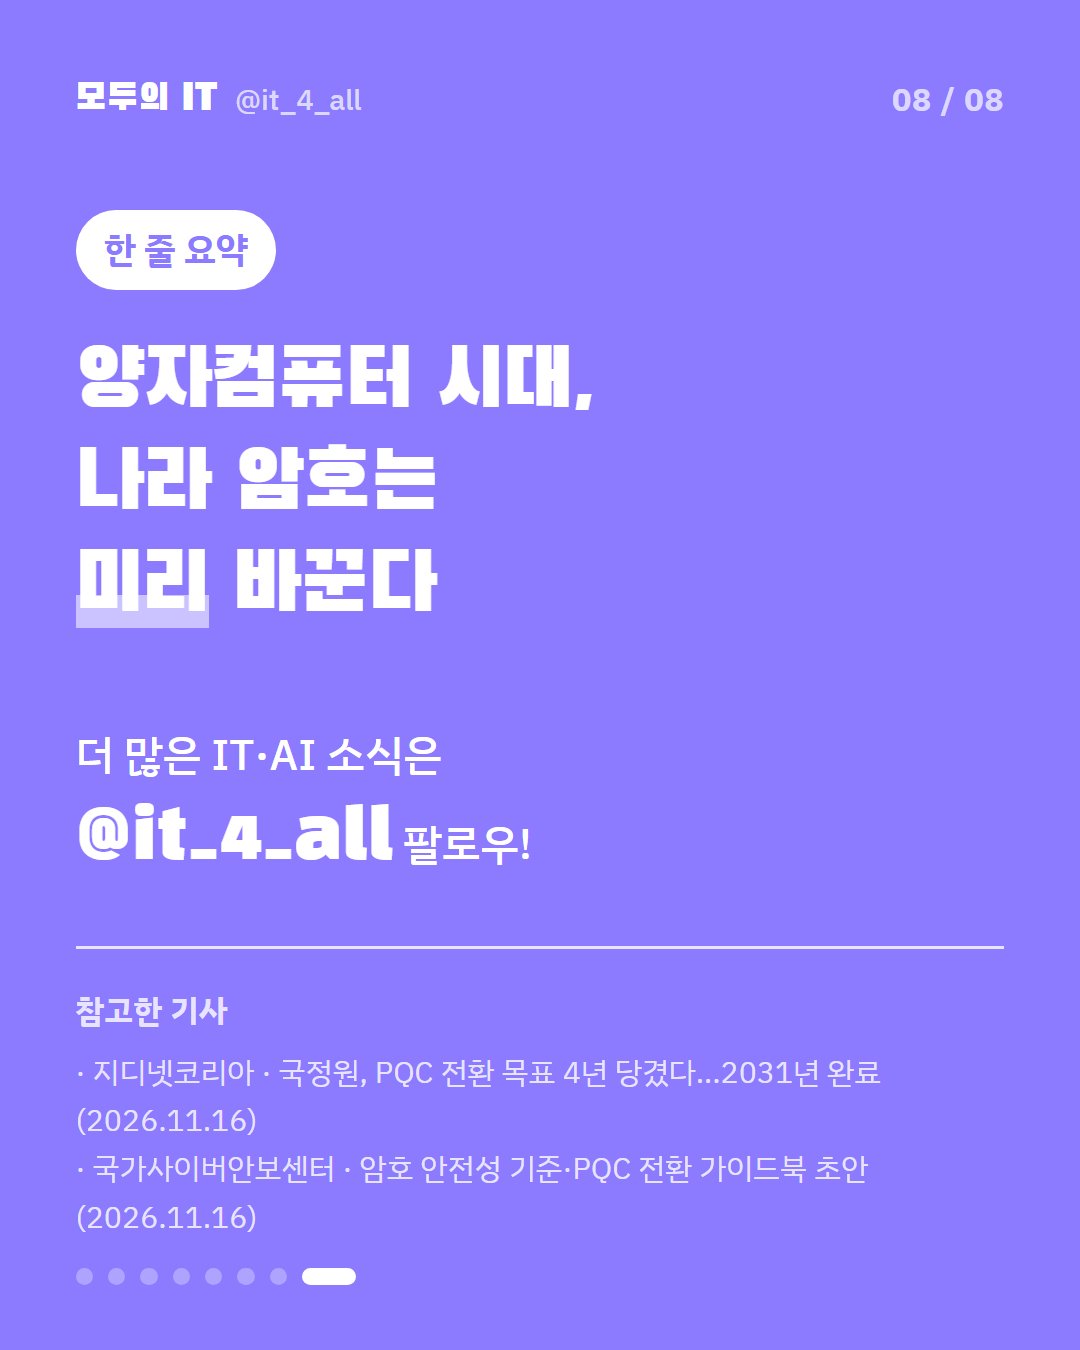 모두의 IT @it_4_all
08 / 08
한 줄 요약
양자컴퓨터 시대,
나라 암호는
미리 바꾼다
더 많은 IT·AI 소식은
@it_4_all 팔로우!
참고한 기사
· 지디넷코리아 · 국정원, PQC 전환 목표 4년 당겼다…2031년 완료
(2026.11.16)
· 국가사이버안보센터 · 암호 안전성 기준·PQC 전환 가이드북 초안
(2026.11.16)